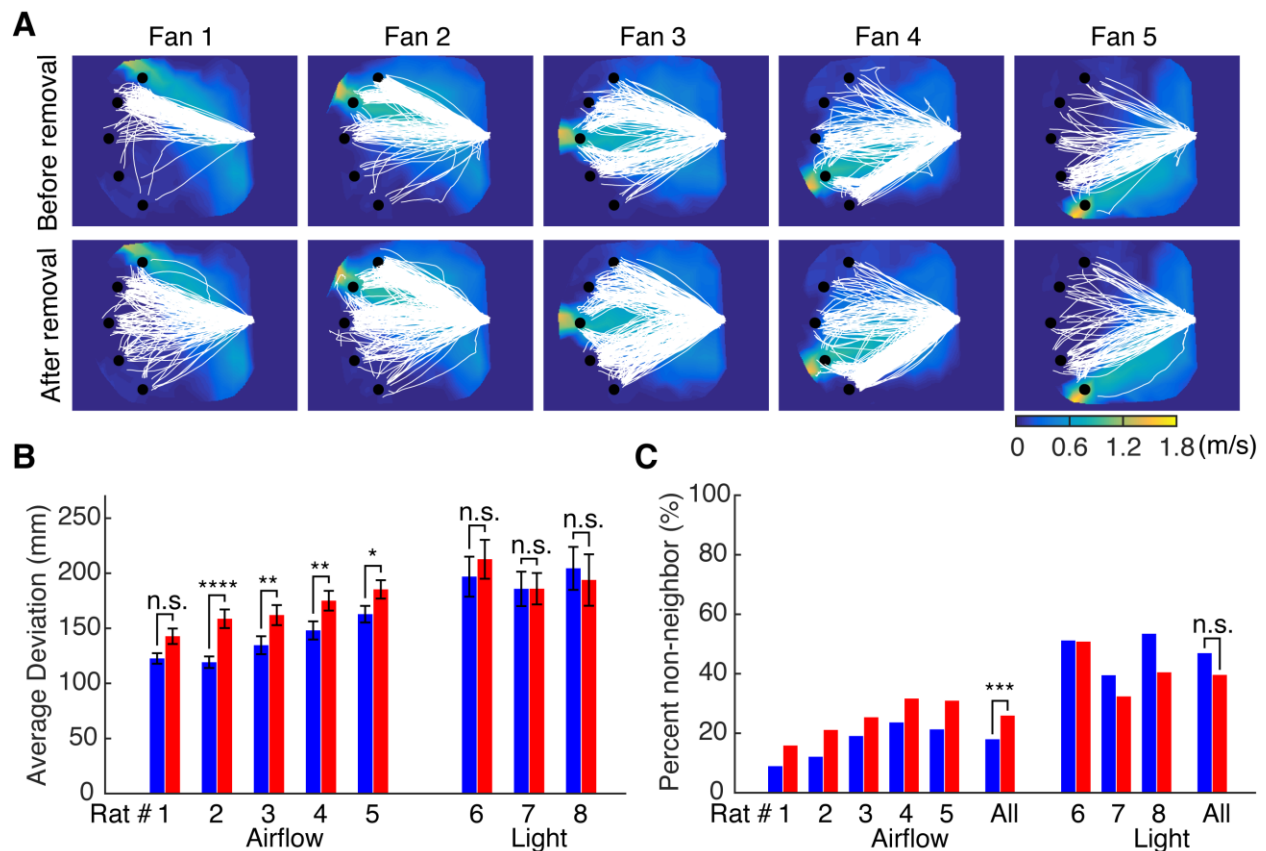 A
Fan 1 Fan 2 Fan 3 Fan 4 Fan 5
Before removal
After removal
0 0.6 1.2 1.8 (m/s)
B
Average Deviation (mm)
250
200
150
100
50
0
n.s. **** ** ** * n.s. n.s. n.s.
Rat # 1 2 3 4 5 6 7 8
Airflow Light
C
Percent non-neighbor (%)
100
80
60
40
20
0
*** n.s.
Rat # 1 2 3 4 5 All 6 7 8 All
Airflow Light